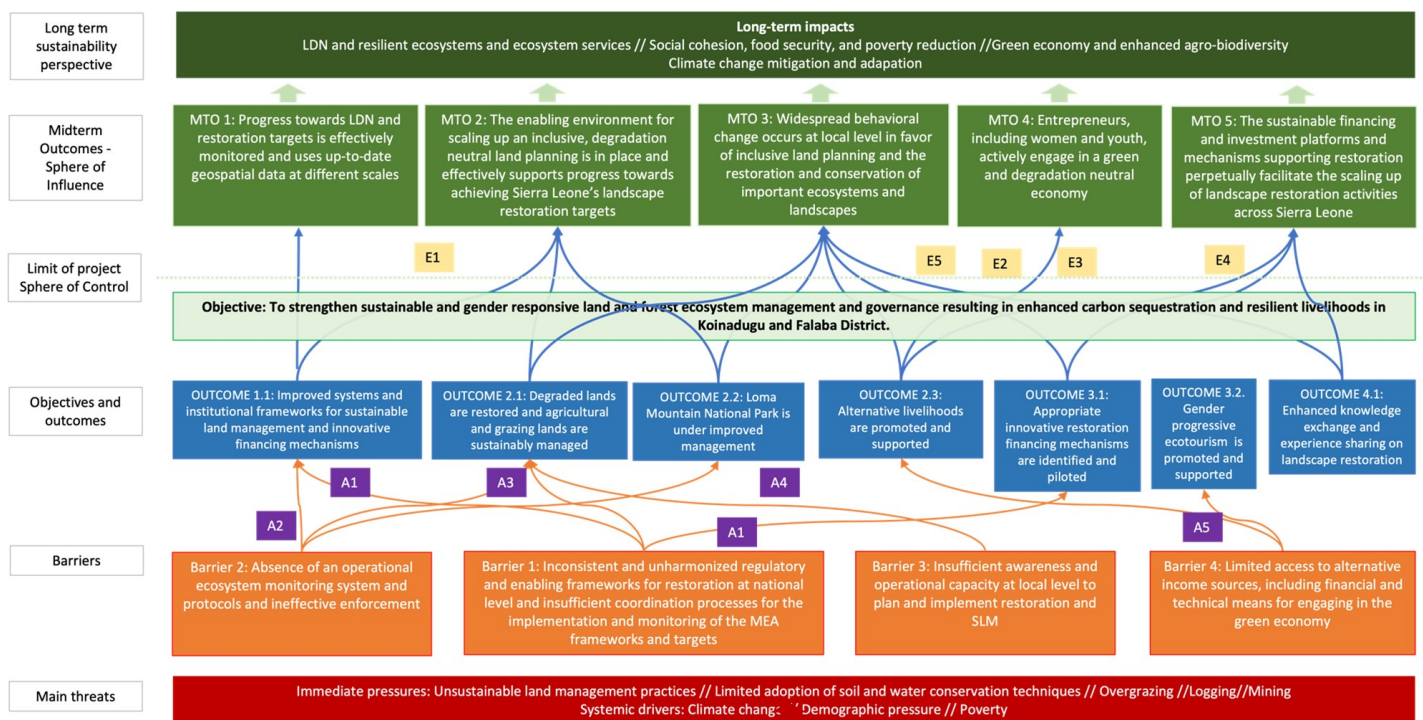 Long term
sustainability
perspective
Long-term impacts
LDN and resilient ecosystems and ecosystem services // Social cohesion, food security, and poverty reduction //Green economy and enhanced agro-biodiversity
Climate change mitigation and adapation
Midterm
Outcomes -
Sphere of
Influence
MTO 1: Progress towards LDN and
restoration targets is effectively
monitored and uses up-to-date
geospatial data at different scales
MTO 2: The enabling environment for
scaling up an inclusive, degradation
neutral land planning is in place and
effectively supports progress towards
achieving Sierra Leone's landscape
restoration targets
MTO 3: Widespread behavioral
change occurs at local level in favor
of inclusive land planning and the
restoration and conservation of
important ecosystems and
landscapes
MTO 4: Entrepreneurs,
including women and youth,
actively engage in a green
and degradation neutral
economy
MTO 5: The sustainable financing
and investment platforms and
mechanisms supporting restoration
perpetually facilitate the scaling up
of landscape restoration activities
across Sierra Leone
E1
E5
E2
E3
E4
Limit of project
Sphere of Control
Objective: To strengthen sustainable and gender responsive land and forest ecosystem management and governance resulting in enhanced carbon sequestration and resilient livelihoods in
Koinadugu and Falaba District.
Objectives and
outcomes
OUTCOME 1.1: Improved systems and
institutional frameworks for sustainable
land management and innovative
financing mechanisms
OUTCOME 2.1: Degraded lands
are restored and agricultural
and grazing lands are
sustainably managed
OUTCOME 2.2: Loma
Mountain National Park is
under improved
management
OUTCOME 2.3:
Alternative livelihoods
are promoted and
supported
OUTCOME 3.1:
Appropriate
innovative restoration
financing mechanisms
are identified and
piloted
OUTCOME 3.2.
Gender
progressive
ecotourism is
promoted and
supported
OUTCOME 4.1:
Enhanced knowledge
exchange and
experience sharing on
landscape restoration
A1
A3
A4
A2
A1
A5
Barriers
Barrier 2: Absence of an operational
ecosystem monitoring system and
protocols and ineffective enforcement
Barrier 1: Inconsistent and unharmonized regulatory
and enabling frameworks for restoration at national
level and insufficient coordination processes for the
implementation and monitoring of the MEA
frameworks and targets
Barrier 3: Insufficient awareness and
operational capacity at local level to
plan and implement restoration and
SLM
Barrier 4: Limited access to alternative
income sources, including financial and
technical means for engaging in the
green economy
Main threats
Immediate pressures: Unsustainable land management practices // Limited adoption of soil and water conservation techniques // Overgrazing //Logging//Mining
Systemic drivers: Climate change // Demographic pressure // Poverty